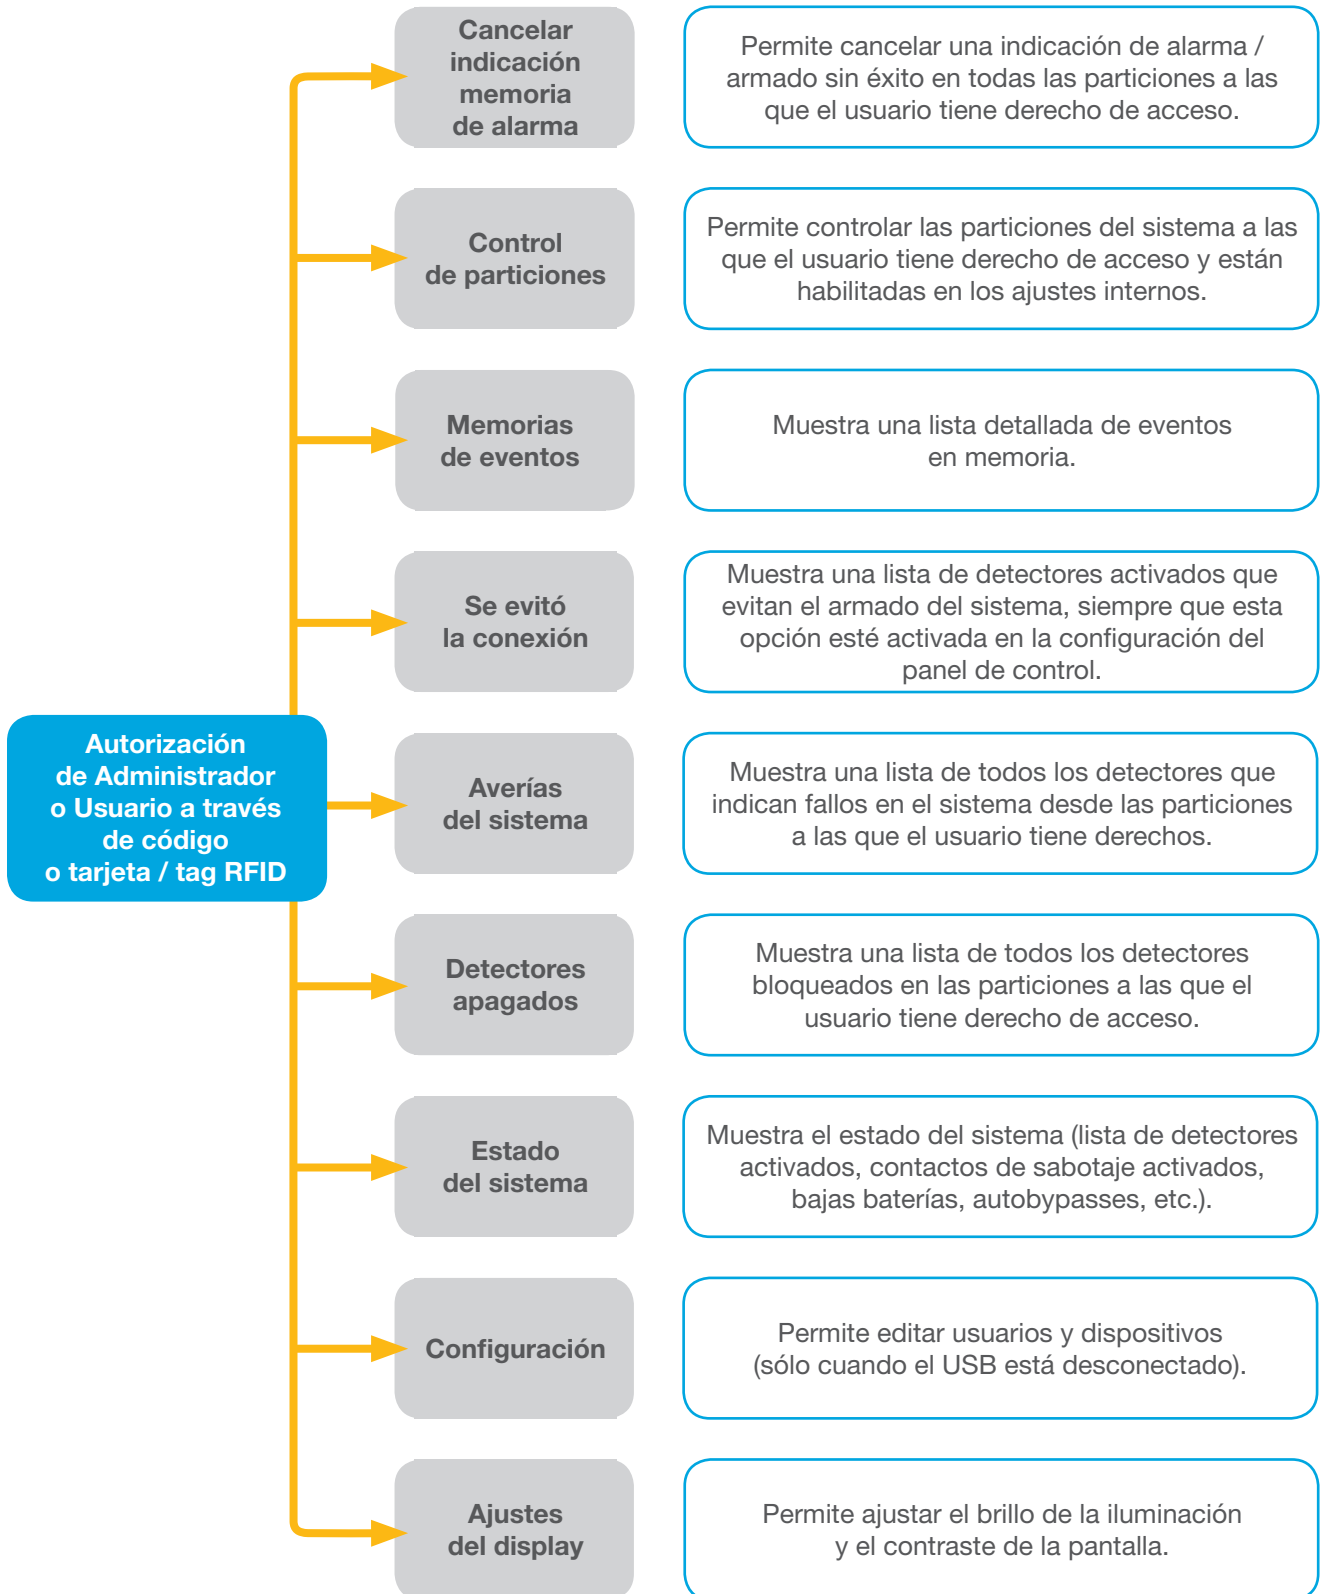 Cancelar
indicación
memoria
de alarma
Permite cancelar una indicación de alarma /
armado sin éxito en todas las particiones a las
que el usuario tiene derecho de acceso.
Control
de particiones
Permite controlar las particiones del sistema a las
que el usuario tiene derecho de acceso y están
habilitadas en los ajustes internos.
Memorias
de eventos
Muestra una lista detallada de eventos
en memoria.
Se evitó
la conexión
Muestra una lista de detectores activados que
evitan el armado del sistema, siempre que esta
opción esté activada en la configuración del
panel de control.
Autorización
de Administrador
o Usuario a través
de código
o tarjeta / tag RFID
Averías
del sistema
Muestra una lista de todos los detectores que
indican fallos en el sistema desde las particiones
a las que el usuario tiene derechos.
Detectores
apagados
Muestra una lista de todos los detectores
bloqueados en las particiones a las que el
usuario tiene derecho de acceso.
Estado
del sistema
Muestra el estado del sistema (lista de detectores
activados, contactos de sabotaje activados,
bajas baterías, autobypasses, etc.).
Configuración
Permite editar usuarios y dispositivos
(sólo cuando el USB está desconectado).
Ajustes
del display
Permite ajustar el brillo de la iluminación
y el contraste de la pantalla.